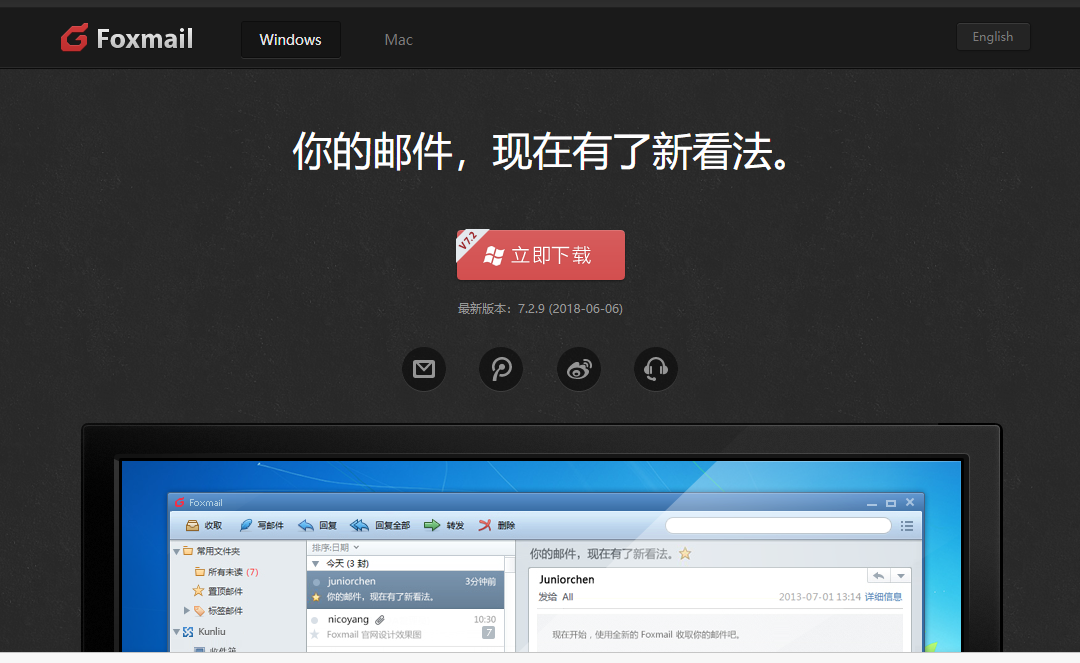 Foxmail
Windows
Mac
English
你的邮件，现在有了新看法。
V7.2
立即下载
最新版本：7.2.9 (2018-06-06)
Foxmail
收取 写邮件 回复 回复全部 转发 删除
常用文件夹
所有未读 (7)
置顶邮件
标签邮件
Kunliu
收件箱
排序:日期
今天 (3 封)
juniorchen 3分钟前
你的邮件，现在有了新看法。
nicoyang 10:30
Foxmail 官网设计效果图 7
你的邮件，现在有了新看法。
Juniorchen
发给 All 2013-07-01 13:14 详细信息
现在开始，使用全新的 Foxmail 收取你的邮件吧。